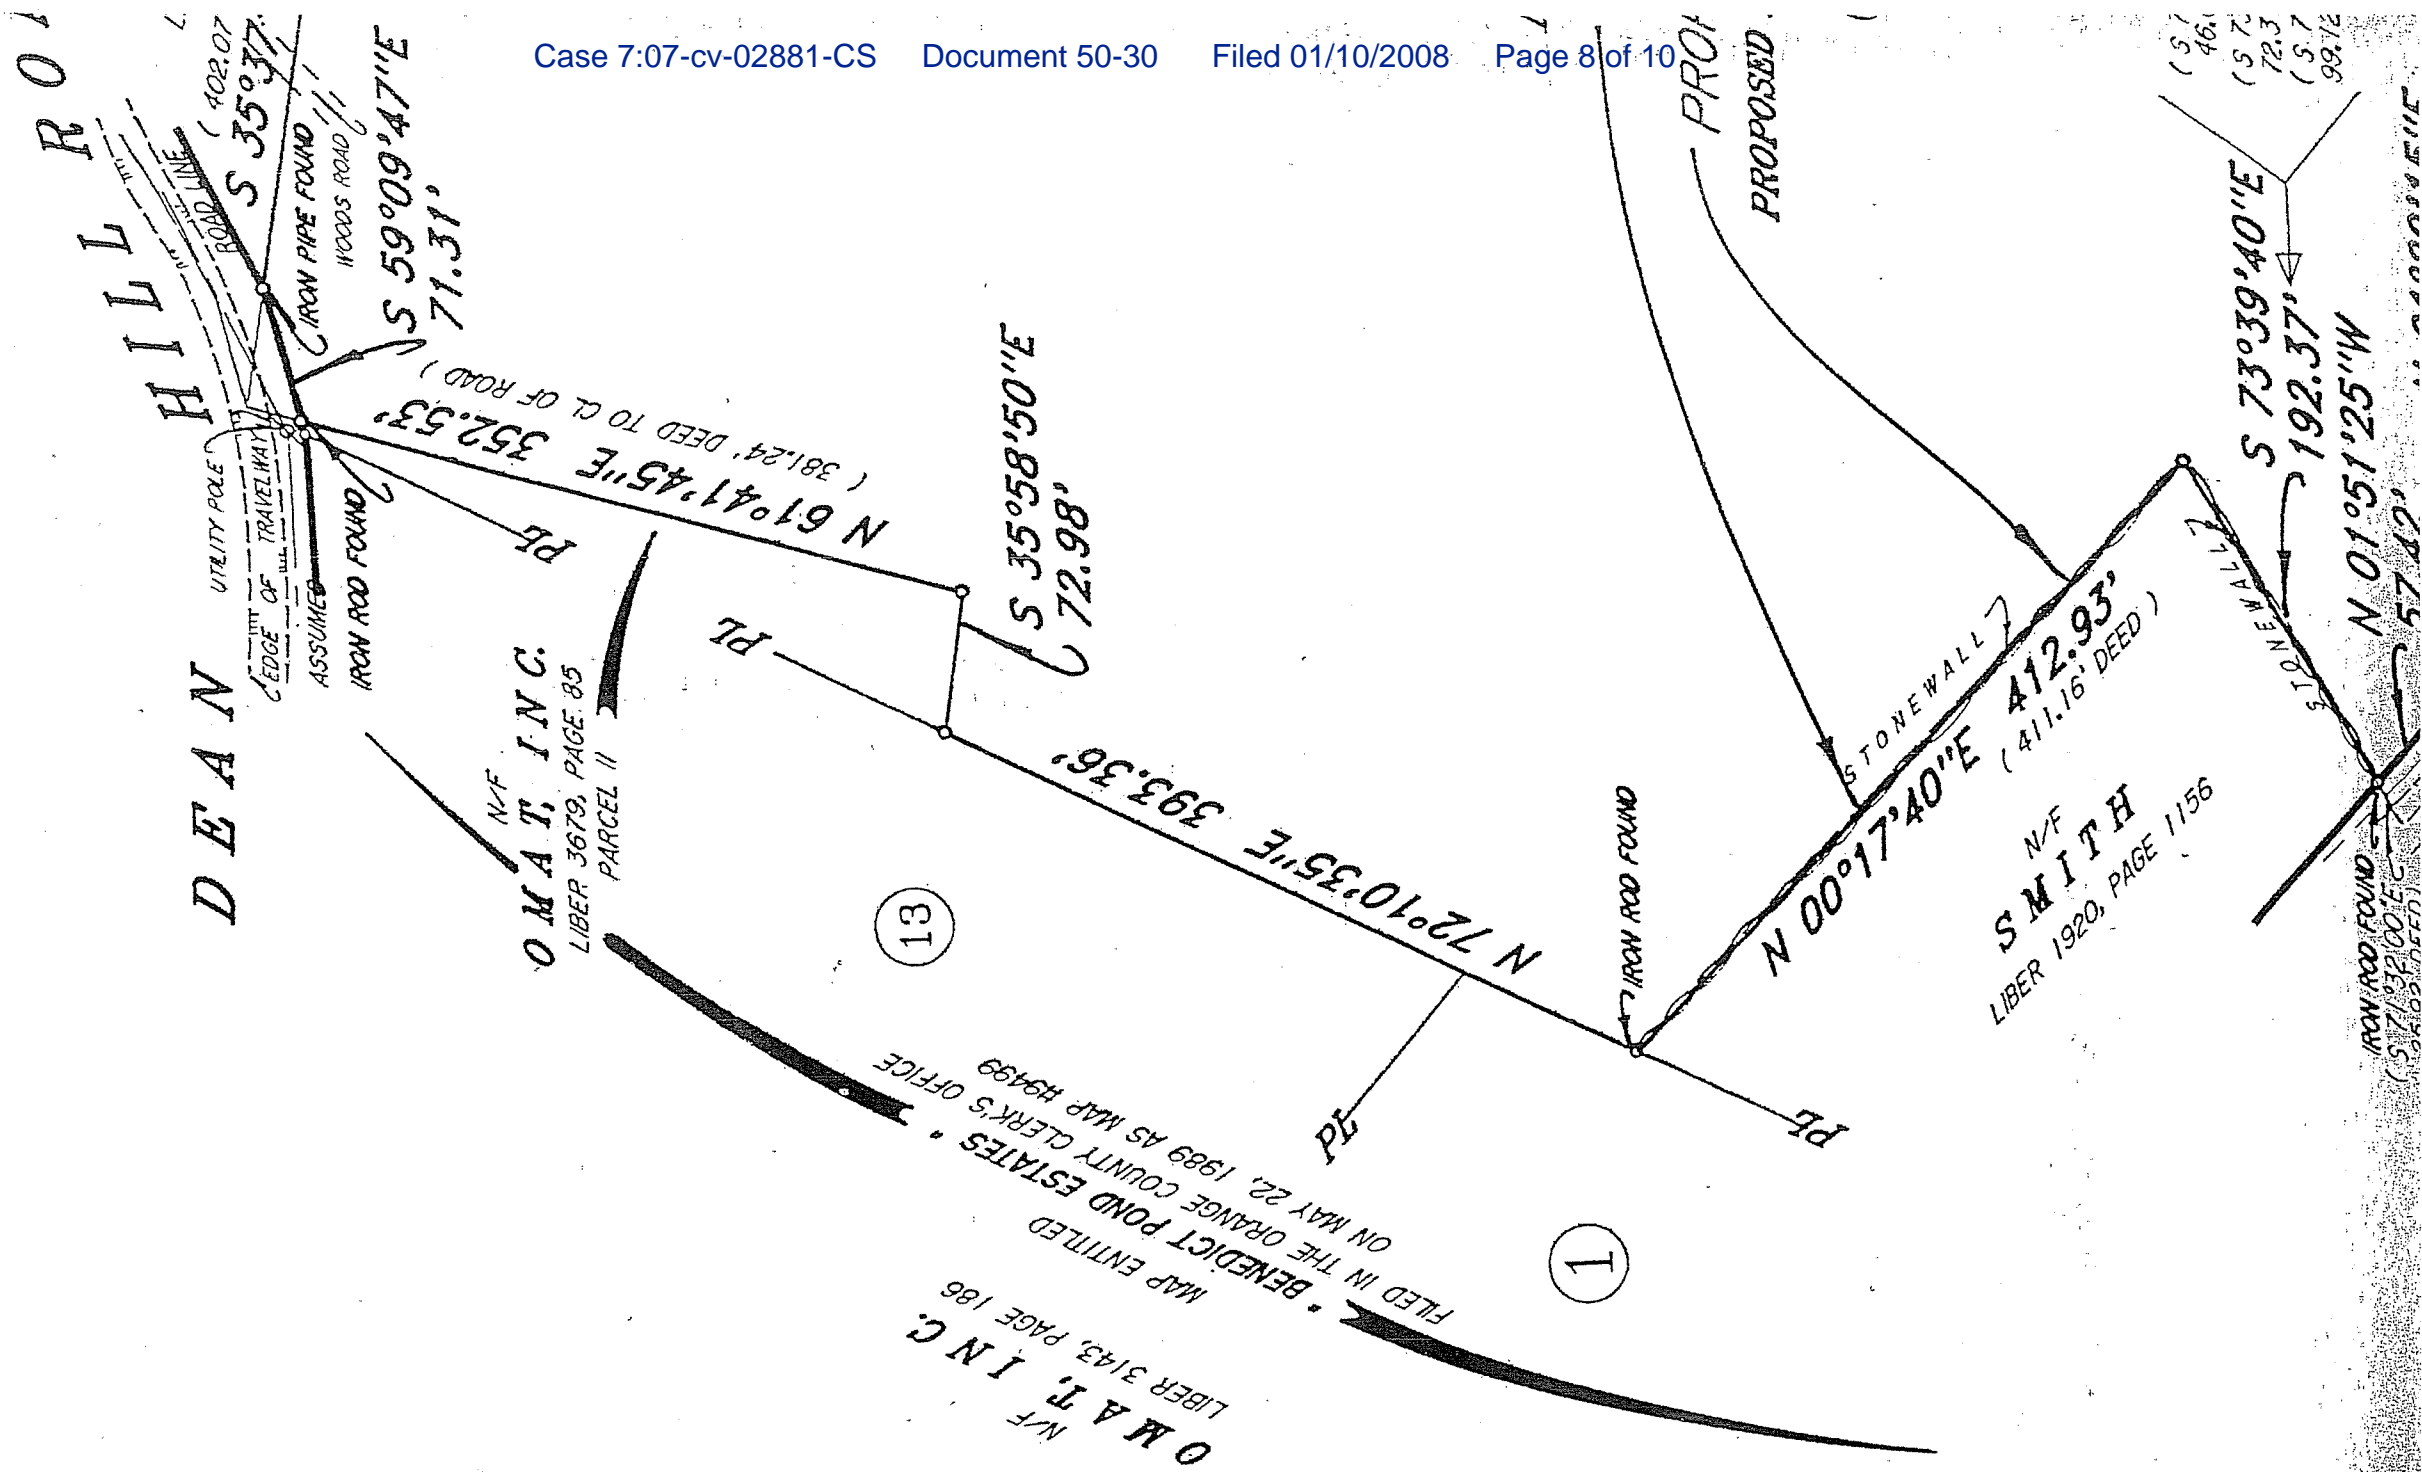 Case 7:07-cv-02881-CS Document 50-30 Filed 01/10/2008 Page 8 of 10
DEAN HILL
( 402.07
S 35°37'
ROAD LINE
IRON PIPE FOUND
WOODS ROAD
S 59°09'47"E
71.31'
UTILITY POLE
EDGE OF TRAVELWAY
ASSUMED
IRON ROD FOUND
PL
N 61°41'45"E 352.53'
( 381.24' DEED TO CL OF ROAD )
S 35°58'50"E
72.98'
PL
N/F
OMAT, INC.
LIBER 3679, PAGE 85
PARCEL II
13
N 72°10'35"E 393.36'
PROPOSED
STONEWALL
IRON ROD FOUND
N 00°17'40"E 412.93'
( 411.16' DEED )
N/F
SMITH
LIBER 1920, PAGE 1156
STONEWALL
S 73°39'40"E
192.37'
N 01°51'25"W
57.42'
IRON ROD FOUND
PL
PL
N/F
OMAT, INC.
LIBER 3143, PAGE 186
MAP ENTITLED
" BENEDICT POND ESTATES "
FILED IN THE ORANGE COUNTY CLERK'S OFFICE
ON MAY 22, 1989 AS MAP #9499
1